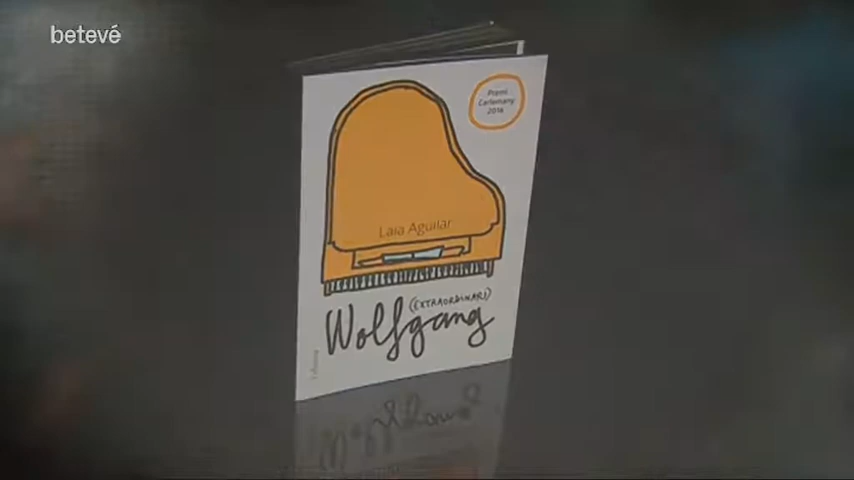 betevé
Premi
Carlemany
2016
Laia Aguilar
(EXTRAORDINARI)
Wolfgang